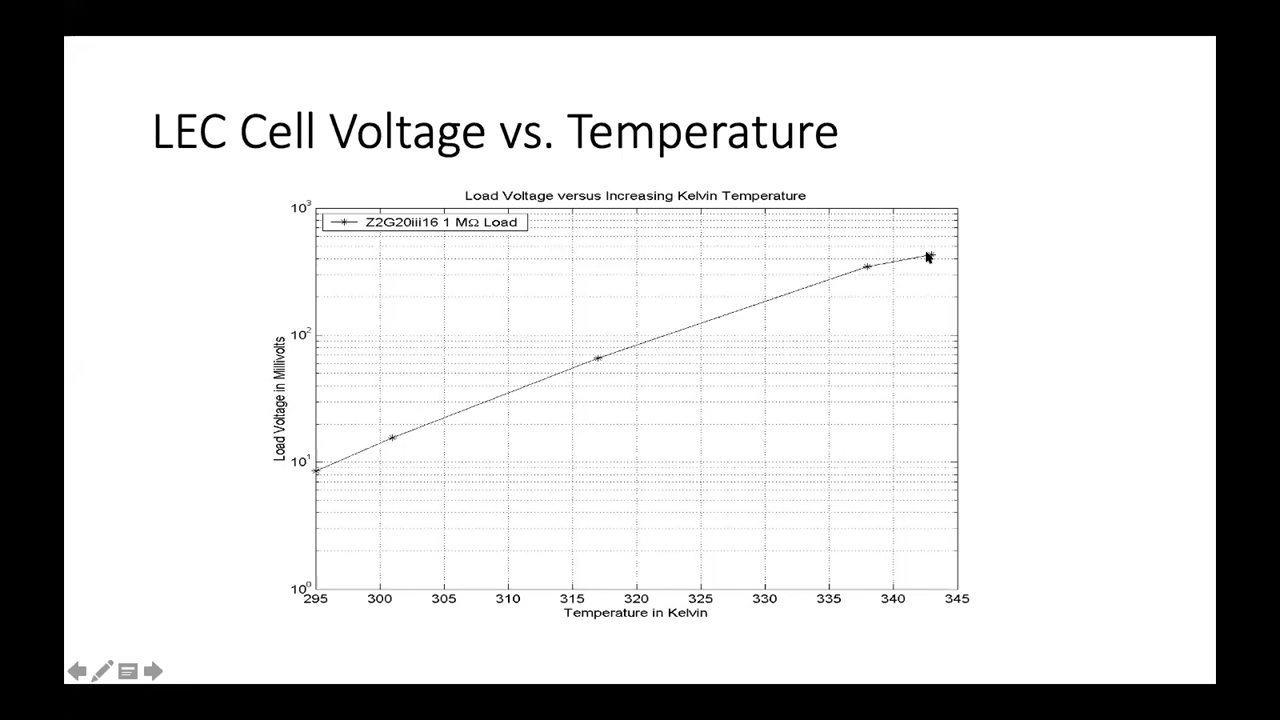 LEC Cell Voltage vs. Temperature
Load Voltage versus Increasing Kelvin Temperature
10³
Z2G20iii16 1 MΩ Load
10²
Load Voltage in Millivolts
10¹
10⁰
295 300 305 310 315 320 325 330 335 340 345
Temperature in Kelvin